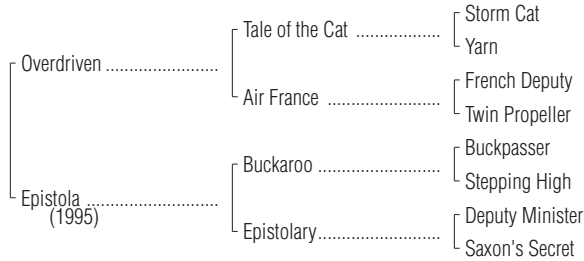 Storm Cat
Tale of the Cat ..................
Yarn
Overdriven ........................
French Deputy
Air France ........................
Twin Propeller
Buckpasser
Buckaroo ..........................
Stepping High
Epistola ............................
(1995)
Deputy Minister
Epistolary..........................
Saxon's Secret